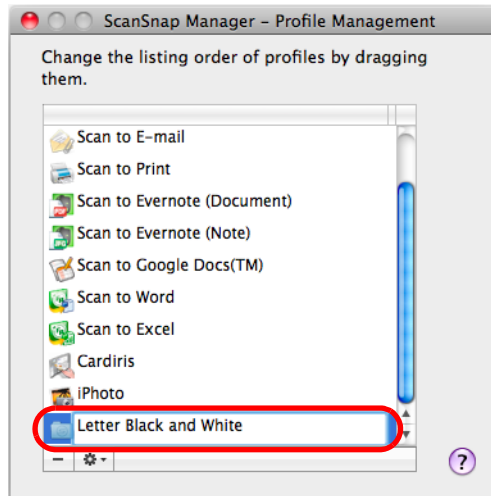 ScanSnap Manager – Profile Management
Change the listing order of profiles by dragging
them.
Scan to E-mail
Scan to Print
Scan to Evernote (Document)
Scan to Evernote (Note)
Scan to Google Docs(TM)
Scan to Word
Scan to Excel
Cardiris
iPhoto
Letter Black and White
?